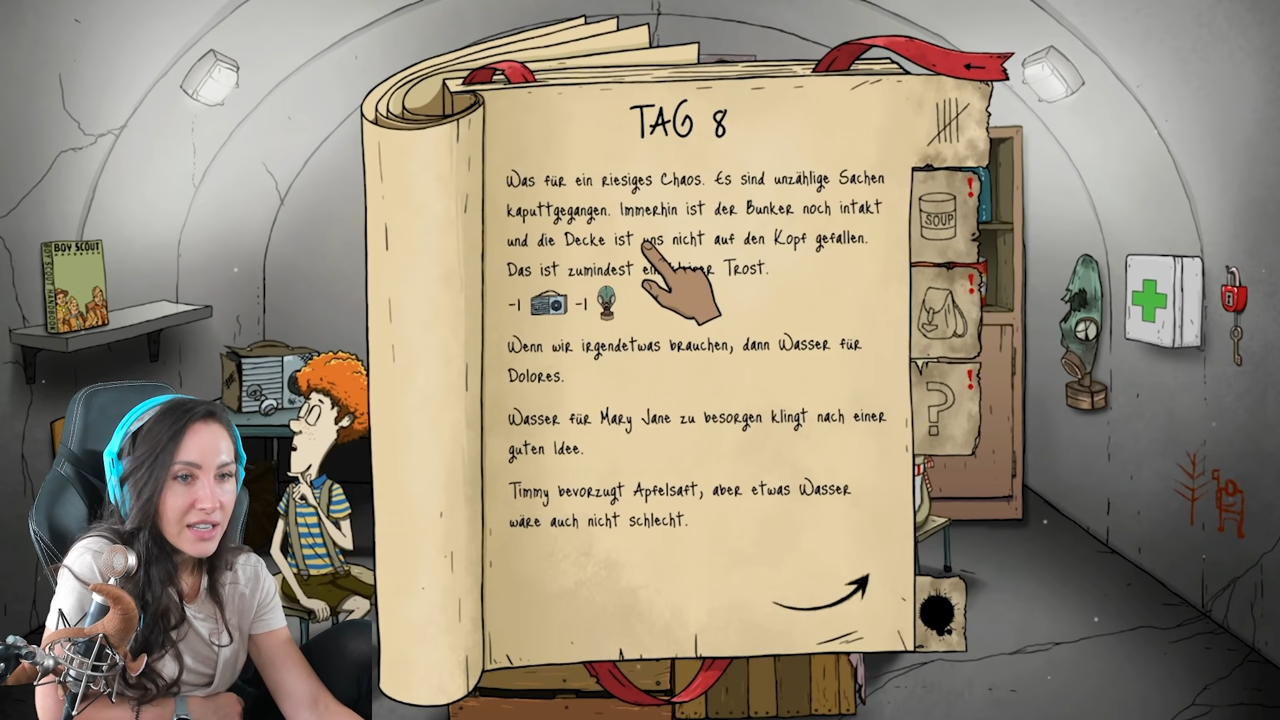 TAG 8
Was für ein riesiges Chaos. Es sind unzählige Sachen
kaputtgegangen. Immerhin ist der Bunker noch intakt
und die Decke ist uns nicht auf den Kopf gefallen.
Das ist zumindest ein Trost.
-1 -1
Wenn wir irgendetwas brauchen, dann Wasser für
Dolores.
Wasser für Mary Jane zu besorgen klingt nach einer
guten Idee.
Timmy bevorzugt Apfelsaft, aber etwas Wasser
wäre auch nicht schlecht.
SOUP
!
!
!
?
BOY SCOUT
BOY SCOUT HANDBOOK